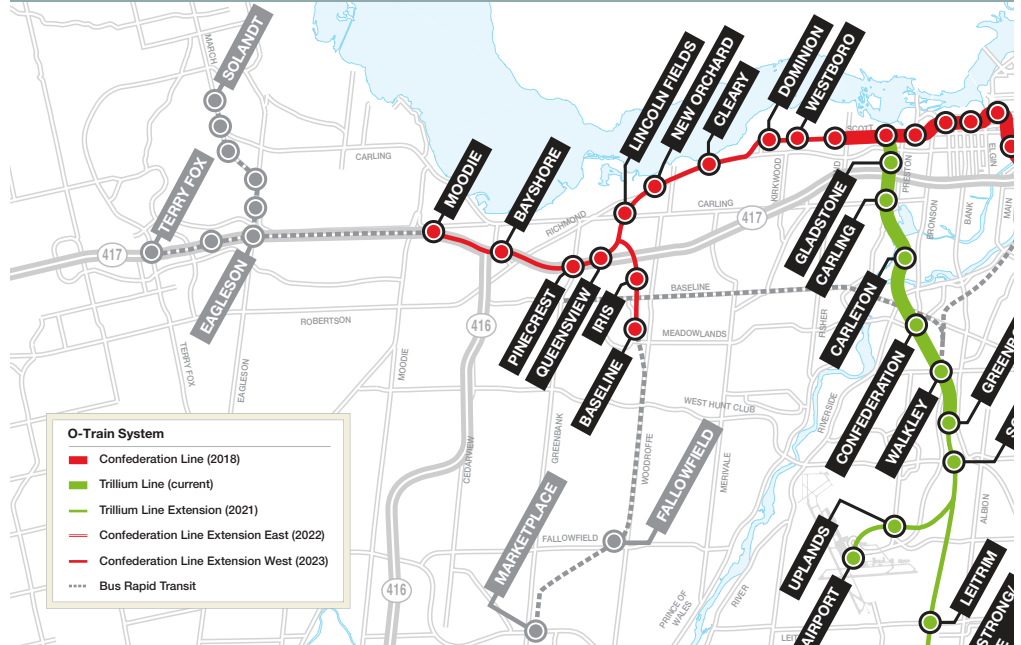 MARCH
SOLANDT
TERRY FOX
EAGLESON
417
CARLING
MOODIE
BAYSHORE
LINCOLN FIELDS
NEW ORCHARD
CLEARY
DOMINION
WESTBORO
SCOTT
KIRKWOOD
PRESTON
ELGIN
BRONSON
BANK
MAIN
RICHMOND
CARLING
417
GLADSTONE
CARLING
CARLETON
CONFEDERATION
WALKLEY
PINECREST
QUEENSVIEW
IRIS
BASELINE
BASELINE
MEADOWLANDS
FISHER
ROBERTSON
416
TERRY FOX
EAGLESON
MOODIE
WEST HUNT CLUB
RIVERSIDE
CEDARVIEW
GREENBANK
WOODROFFE
MERIVALE
FALLOWFIELD
MARKETPLACE
FALLOWFIELD
416
PRINCE OF
WALES
RIVER
UPLANDS
AIRPORT
ALBION
LEITRIM
O-Train System
Confederation Line (2018)
Trillium Line (current)
Trillium Line Extension (2021)
Confederation Line Extension East (2022)
Confederation Line Extension West (2023)
Bus Rapid Transit